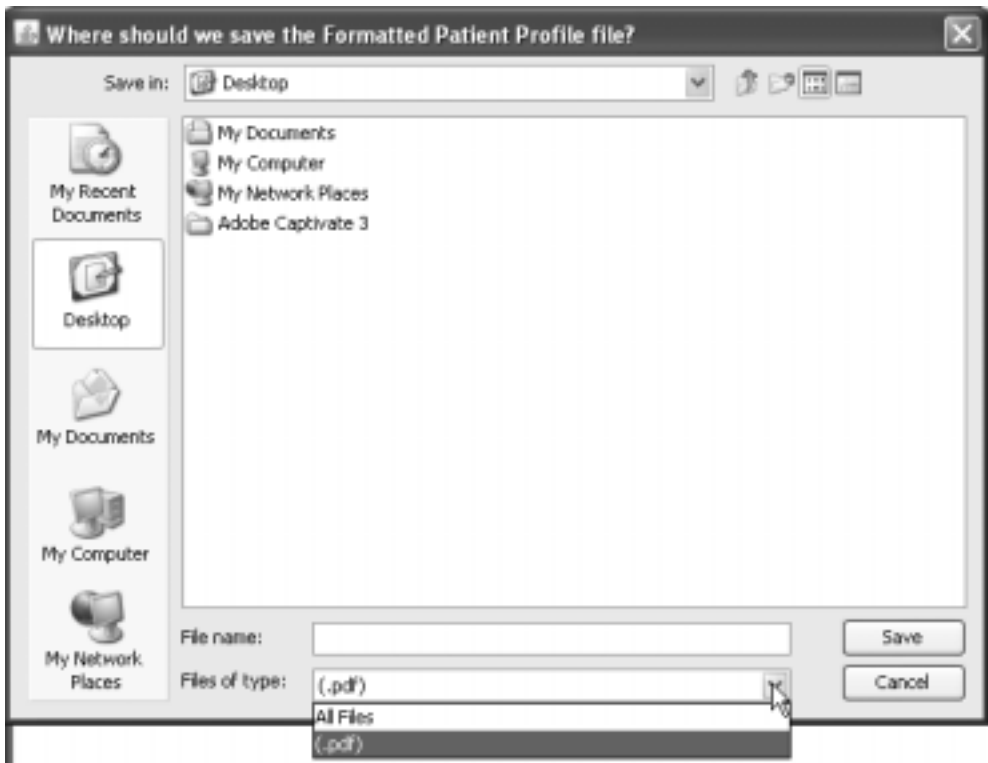 Where should we save the Formatted Patient Profile file?
Save in:
Desktop
My Recent
Documents
Desktop
My Documents
My Computer
My Network
Places
My Documents
My Computer
My Network Places
Adobe Captivate 3
File name:
Save
Files of type:
(.pdf)
Cancel
All Files
(.pdf)